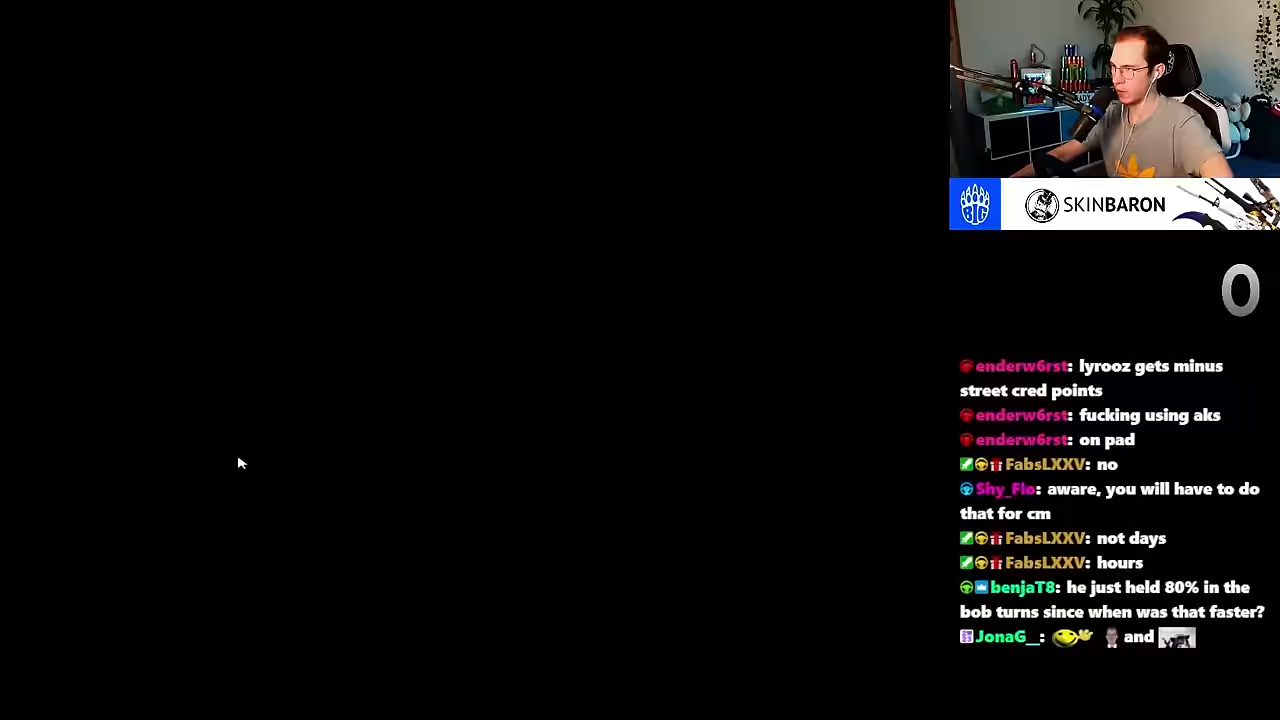 BIG
SKINBARON
0
enderw6rst: lyrooz gets minus
street cred points
enderw6rst: fucking using aks
enderw6rst: on pad
FabsLXXV: no
Shy_Flo: aware, you will have to do
that for cm
FabsLXXV: not days
FabsLXXV: hours
benjaT8: he just held 80% in the
bob turns since when was that faster?
JonaG_: and